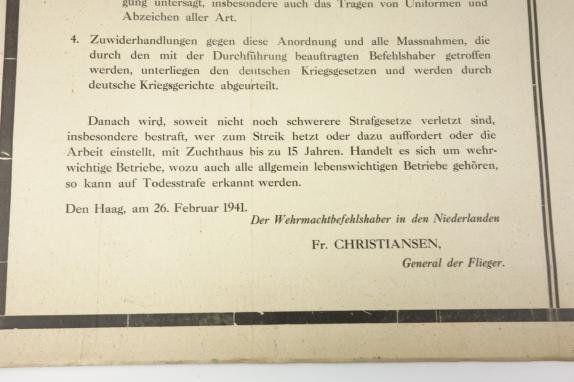 gung untersagt, insbesondere auch das Tragen von Uniformen und
Abzeichen aller Art.
4. Zuwiderhandlungen gegen diese Anordnung und alle Massnahmen, die
durch den mit der Durchführung beauftragten Befehlshaber getroffen
werden, unterliegen den deutschen Kriegsgesetzen und werden durch
deutsche Kriegsgerichte abgeurteilt.
Danach wird, soweit nicht noch schwerere Strafgesetze verletzt sind,
insbesondere bestraft, wer zum Streik hetzt oder dazu auffordert oder die
Arbeit einstellt, mit Zuchthaus bis zu 15 Jahren. Handelt es sich um wehr-
wichtige Betriebe, wozu auch alle allgemein lebenswichtigen Betriebe gehören,
so kann auf Todesstrafe erkannt werden.
Den Haag, am 26. Februar 1941.
Der Wehrmachtbefehlshaber in den Niederlanden
Fr. CHRISTIANSEN,
General der Flieger.